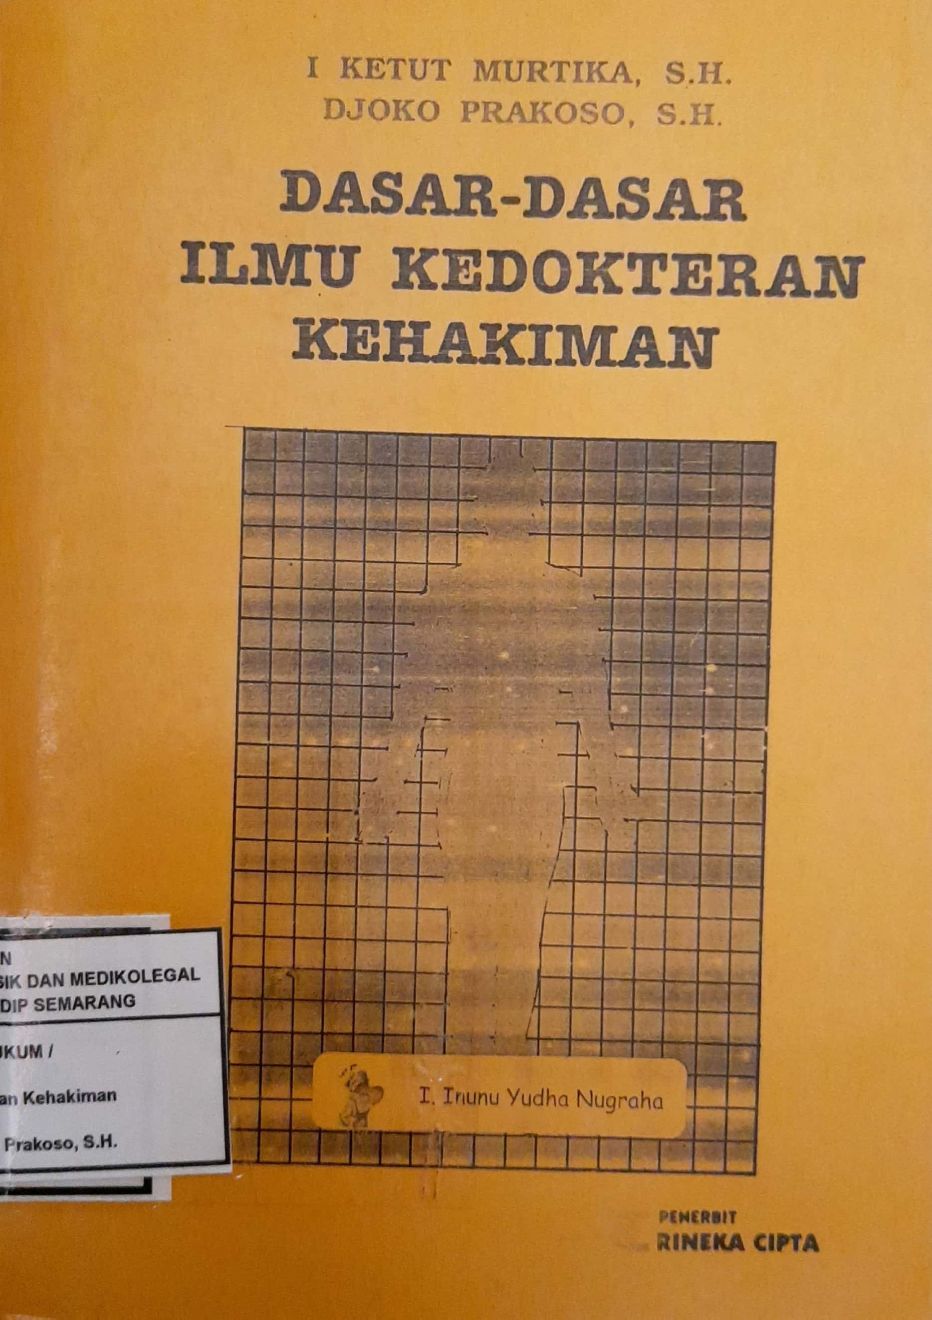 I KETUT MURTIKA, S.H.
DJOKO PRAKOSO, S.H.
DASAR-DASAR
ILMU KEDOKTERAN
KEHAKIMAN
N
SIK DAN MEDIKOLEGAL
DIP SEMARANG
UKUM /
an Kehakiman
Prakoso, S.H.
I. Inunu Yudha Nugraha
PENERBIT
RINEKA CIPTA